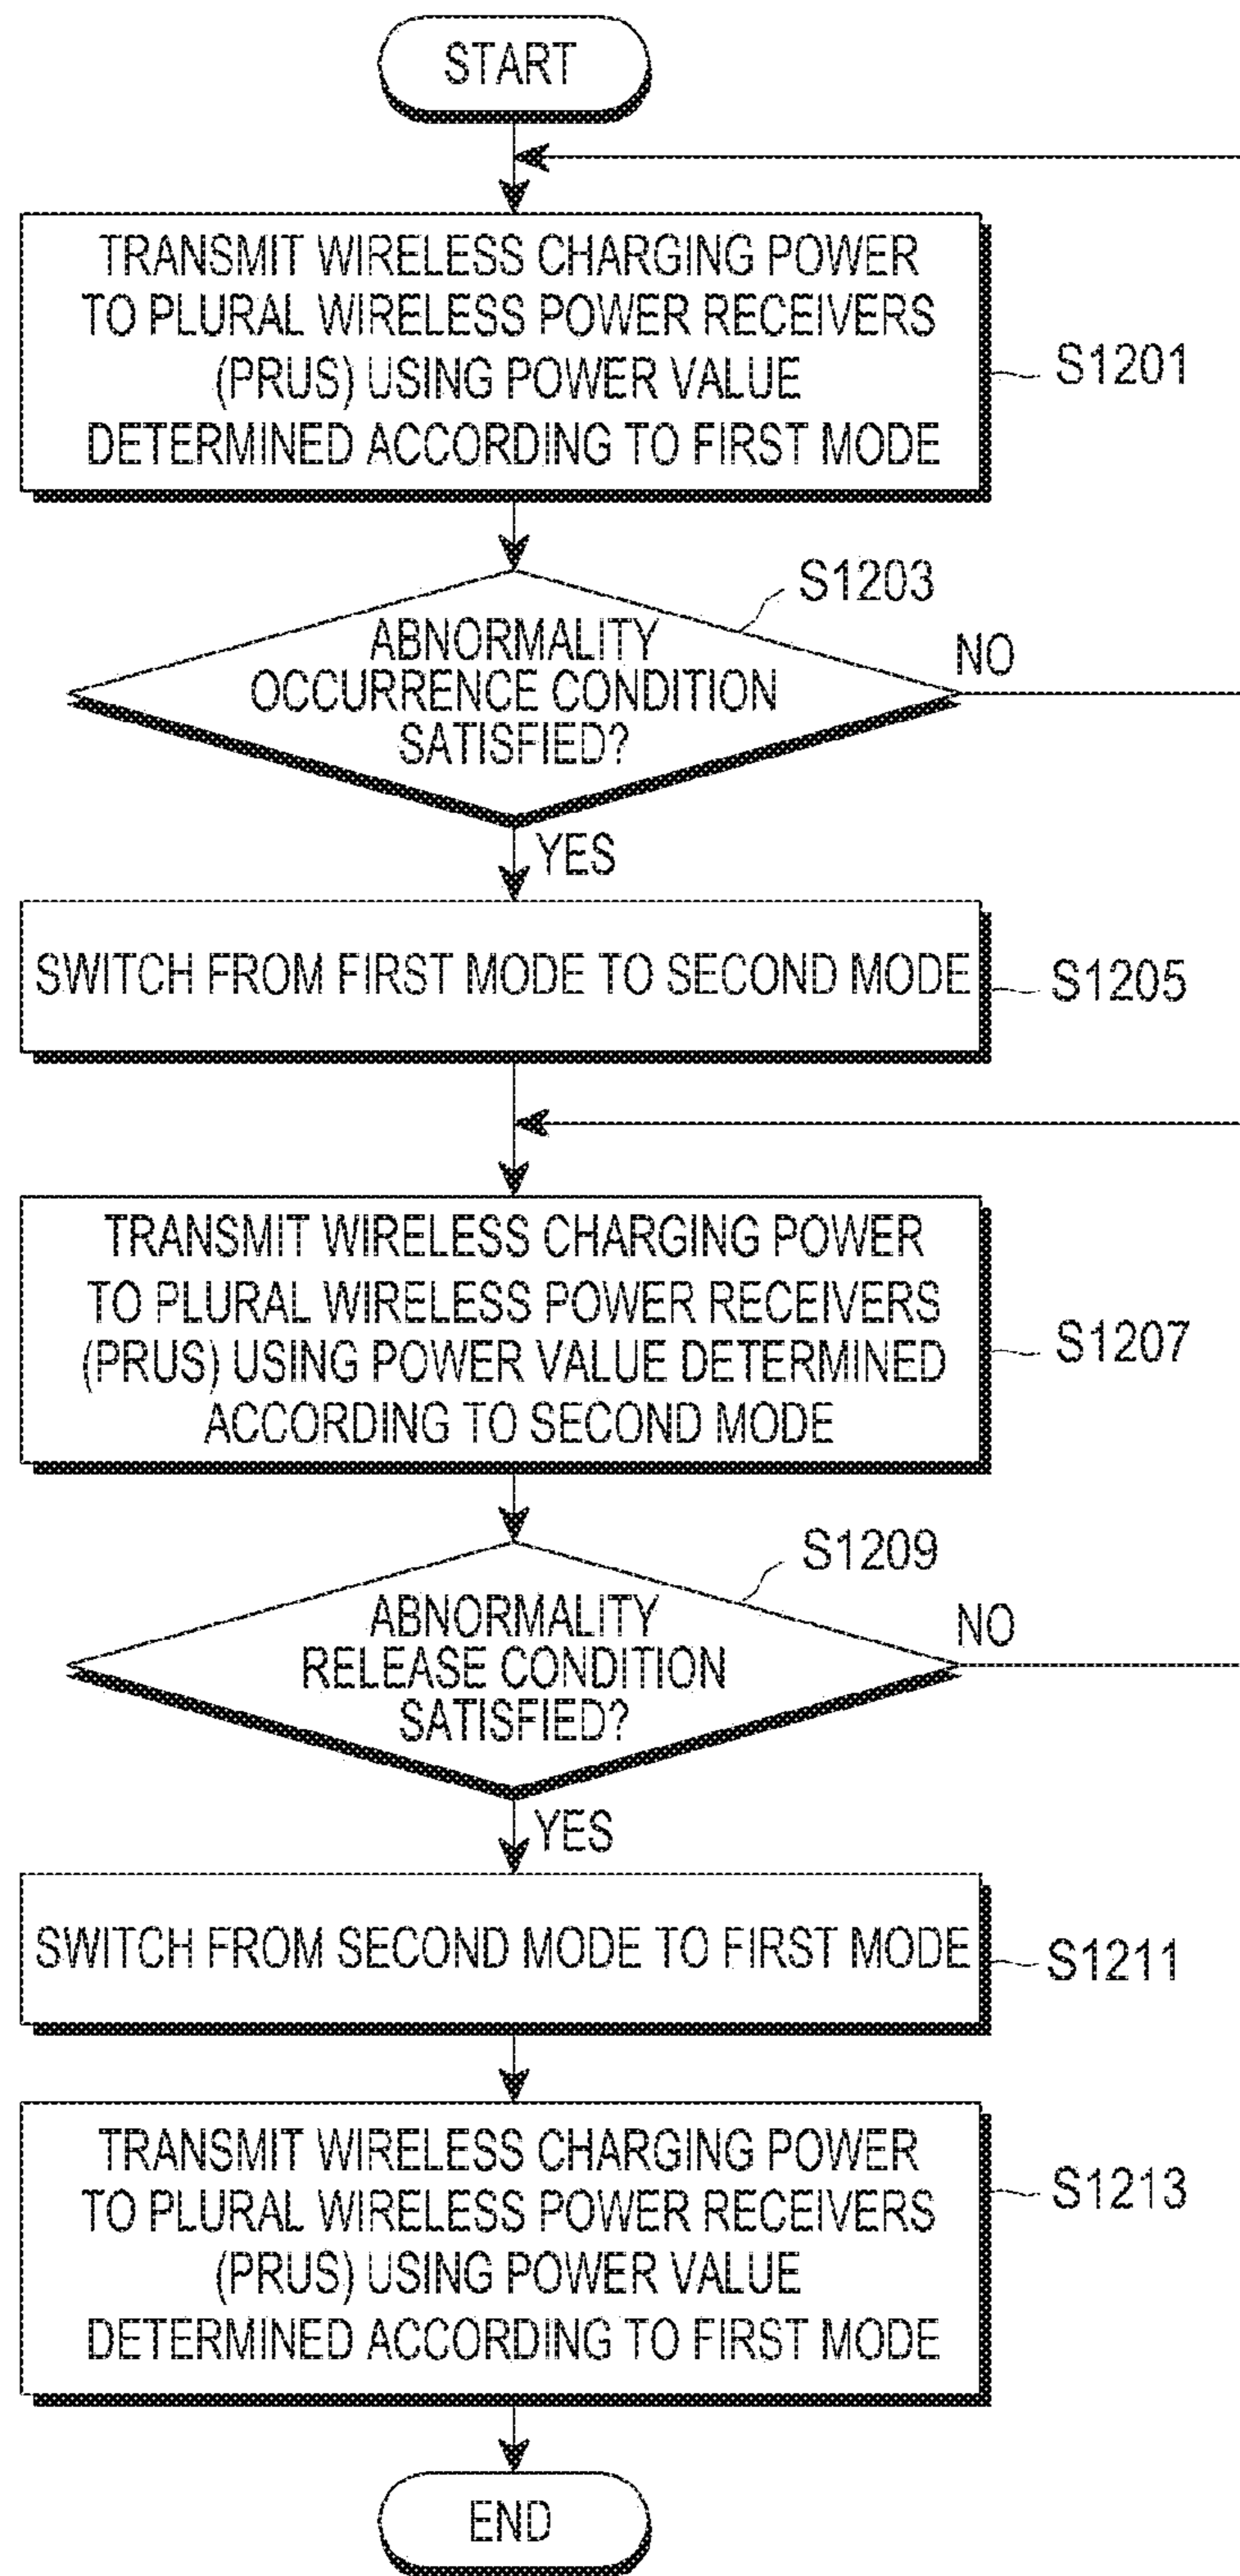 START
TRANSMIT WIRELESS CHARGING POWER
TO PLURAL WIRELESS POWER RECEIVERS
(PRUS) USING POWER VALUE
DETERMINED ACCORDING TO FIRST MODE
S1201
S1203
ABNORMALITY
OCCURRENCE CONDITION
SATISFIED?
NO
YES
SWITCH FROM FIRST MODE TO SECOND MODE
S1205
TRANSMIT WIRELESS CHARGING POWER
TO PLURAL WIRELESS POWER RECEIVERS
(PRUS) USING POWER VALUE DETERMINED
ACCORDING TO SECOND MODE
S1207
S1209
ABNORMALITY
RELEASE CONDITION
SATISFIED?
NO
YES
SWITCH FROM SECOND MODE TO FIRST MODE
S1211
TRANSMIT WIRELESS CHARGING POWER
TO PLURAL WIRELESS POWER RECEIVERS
(PRUS) USING POWER VALUE
DETERMINED ACCORDING TO FIRST MODE
S1213
END